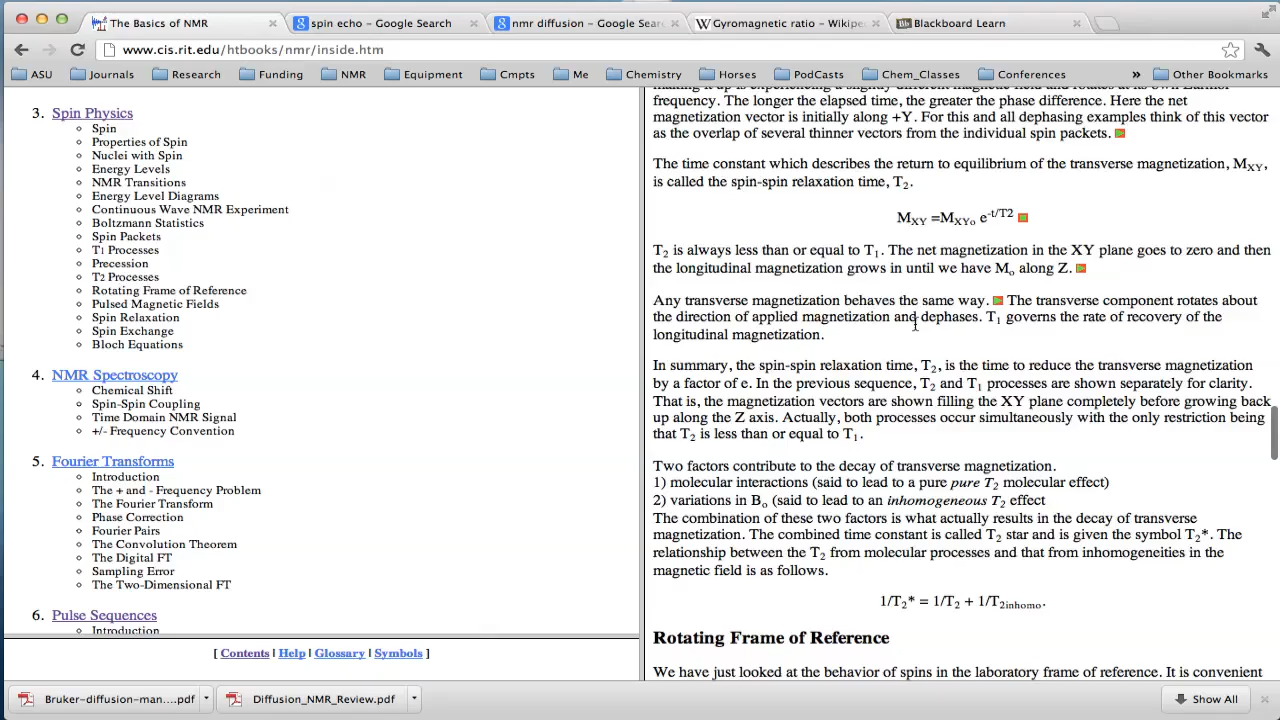 The Basics of NMR
spin echo - Google Search
nmr diffusion - Google Sear
Gyromagnetic ratio - Wikipe
Blackboard Learn
www.cis.rit.edu/htbooks/nmr/inside.htm
ASU
Journals
Research
Funding
NMR
Equipment
Cmpts
Me
Chemistry
Horses
PodCasts
Chem_Classes
Conferences
»
Other Bookmarks
3. Spin Physics
Spin
Properties of Spin
Nuclei with Spin
Energy Levels
NMR Transitions
Energy Level Diagrams
Continuous Wave NMR Experiment
Boltzmann Statistics
Spin Packets
T1 Processes
Precession
T2 Processes
Rotating Frame of Reference
Pulsed Magnetic Fields
Spin Relaxation
Spin Exchange
Bloch Equations
4. NMR Spectroscopy
Chemical Shift
Spin-Spin Coupling
Time Domain NMR Signal
+/- Frequency Convention
5. Fourier Transforms
Introduction
The + and - Frequency Problem
The Fourier Transform
Phase Correction
Fourier Pairs
The Convolution Theorem
The Digital FT
Sampling Error
The Two-Dimensional FT
6. Pulse Sequences
Introduction
[ Contents | Help | Glossary | Symbols ]
making it up is experiencing a slightly different magnetic field and rotates at its own Larmor
frequency. The longer the elapsed time, the greater the phase difference. Here the net
magnetization vector is initially along +Y. For this and all dephasing examples think of this vector
as the overlap of several thinner vectors from the individual spin packets.
The time constant which describes the return to equilibrium of the transverse magnetization, MXY,
is called the spin-spin relaxation time, T2.
MXY =MXYo e-t/T2
T2 is always less than or equal to T1. The net magnetization in the XY plane goes to zero and then
the longitudinal magnetization grows in until we have Mo along Z.
Any transverse magnetization behaves the same way. The transverse component rotates about
the direction of applied magnetization and dephases. T1 governs the rate of recovery of the
longitudinal magnetization.
In summary, the spin-spin relaxation time, T2, is the time to reduce the transverse magnetization
by a factor of e. In the previous sequence, T2 and T1 processes are shown separately for clarity.
That is, the magnetization vectors are shown filling the XY plane completely before growing back
up along the Z axis. Actually, both processes occur simultaneously with the only restriction being
that T2 is less than or equal to T1.
Two factors contribute to the decay of transverse magnetization.
1) molecular interactions (said to lead to a pure pure T2 molecular effect)
2) variations in Bo (said to lead to an inhomogeneous T2 effect
The combination of these two factors is what actually results in the decay of transverse
magnetization. The combined time constant is called T2 star and is given the symbol T2*. The
relationship between the T2 from molecular processes and that from inhomogeneities in the
magnetic field is as follows.
1/T2* = 1/T2 + 1/T2inhomo.
Rotating Frame of Reference
We have just looked at the behavior of spins in the laboratory frame of reference. It is convenient
Bruker-diffusion-man....pdf
Diffusion_NMR_Review.pdf
Show All